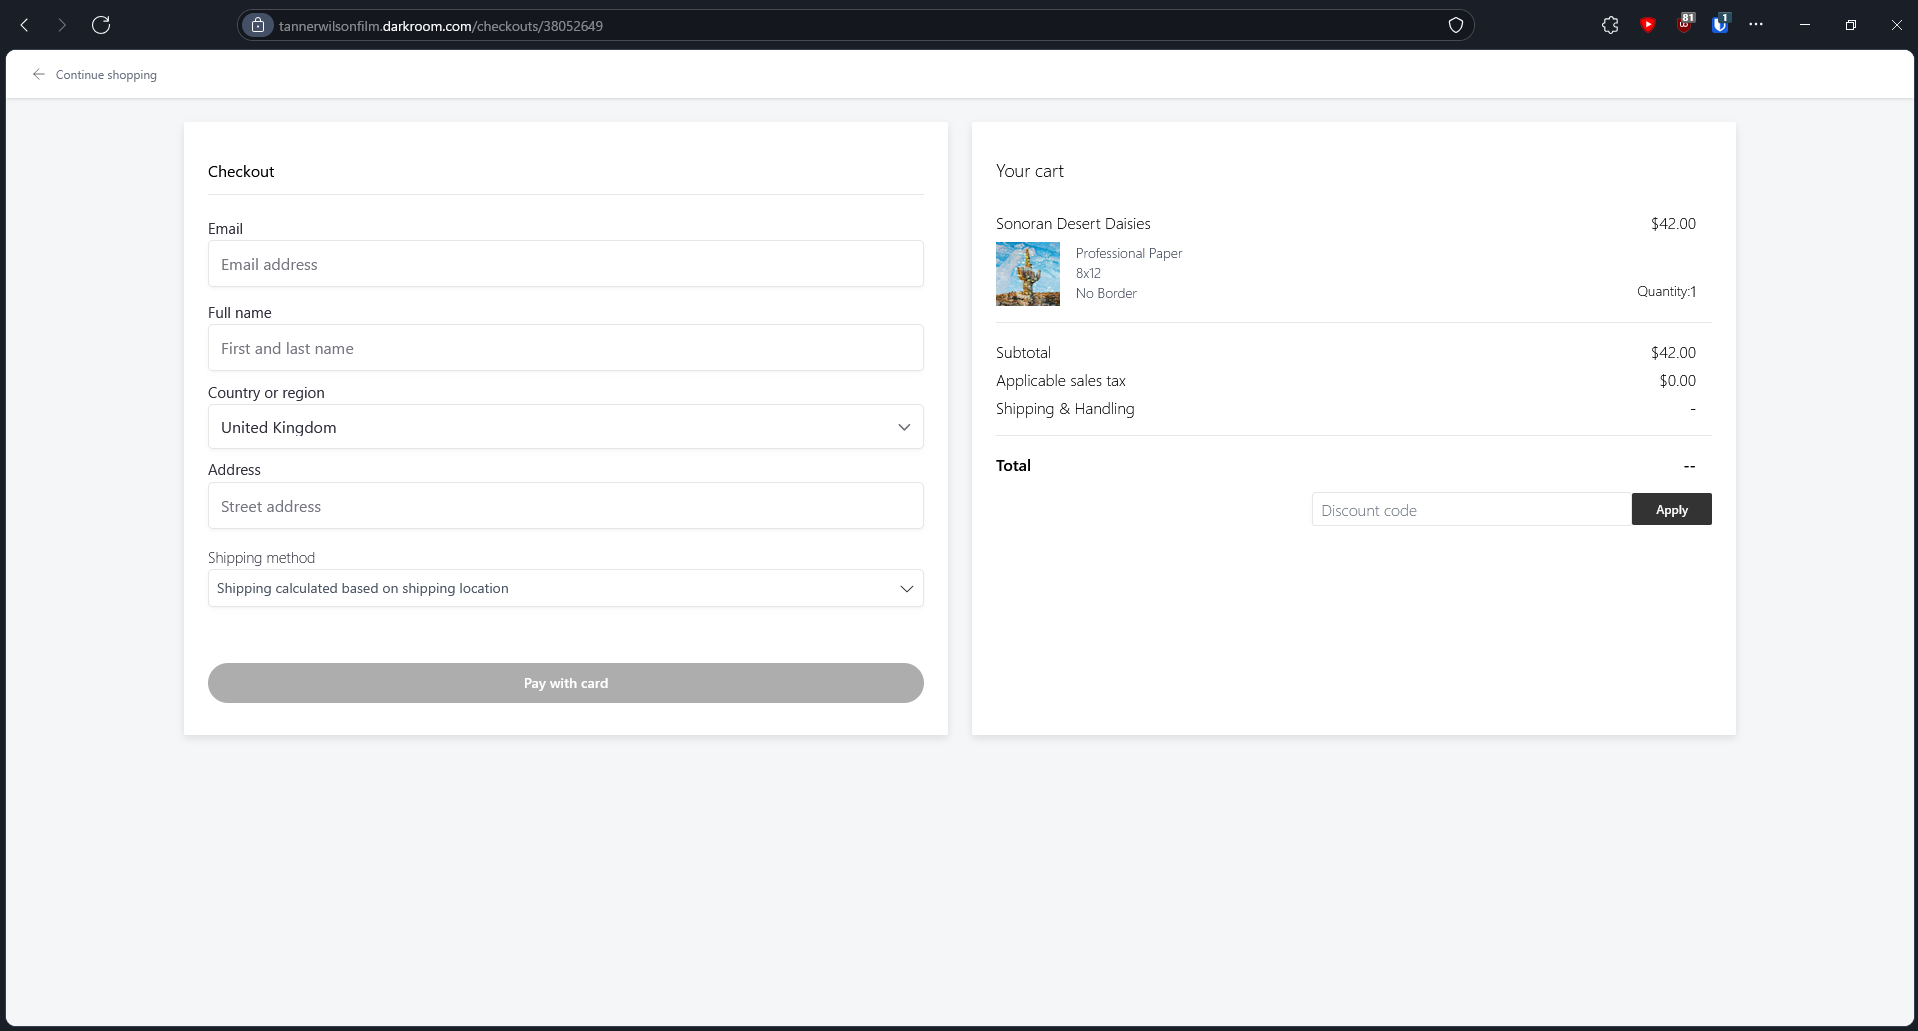 tannerwilsonfilm.darkroom.com/checkouts/38052649
81
1
Continue shopping
Checkout
Email
Email address
Full name
First and last name
Country or region
United Kingdom
Address
Street address
Shipping method
Shipping calculated based on shipping location
Pay with card
Your cart
Sonoran Desert Daisies $42.00
Professional Paper
8x12
No Border
Quantity:1
Subtotal $42.00
Applicable sales tax $0.00
Shipping & Handling -
Total --
Discount code Apply